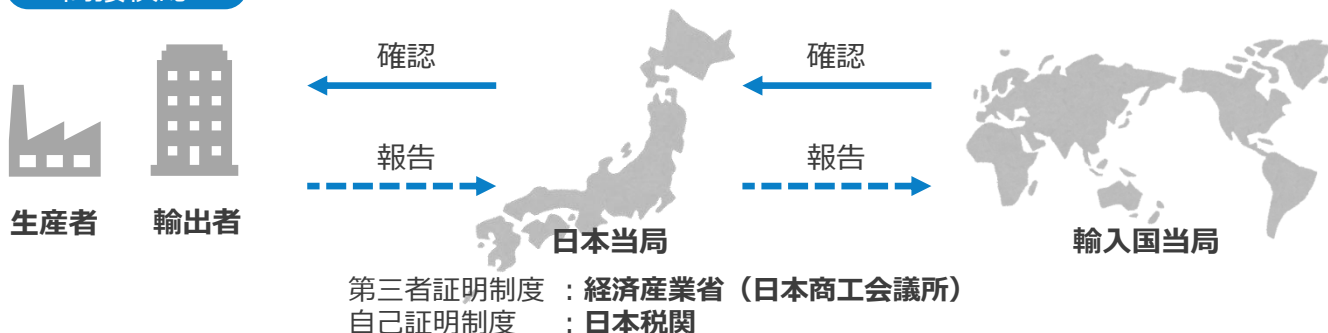 確認
確認
報告
報告
生産者
輸出者
日本当局
輸入国当局
第三者証明制度 ：経済産業省（日本商工会議所）
自己証明制度 ：日本税関